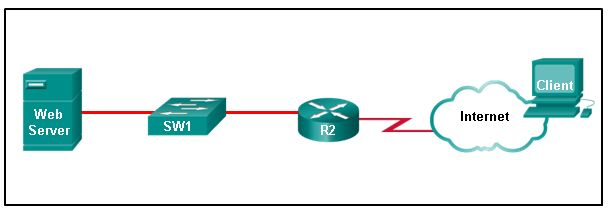 Web
Server
SW1
R2
Internet
Client